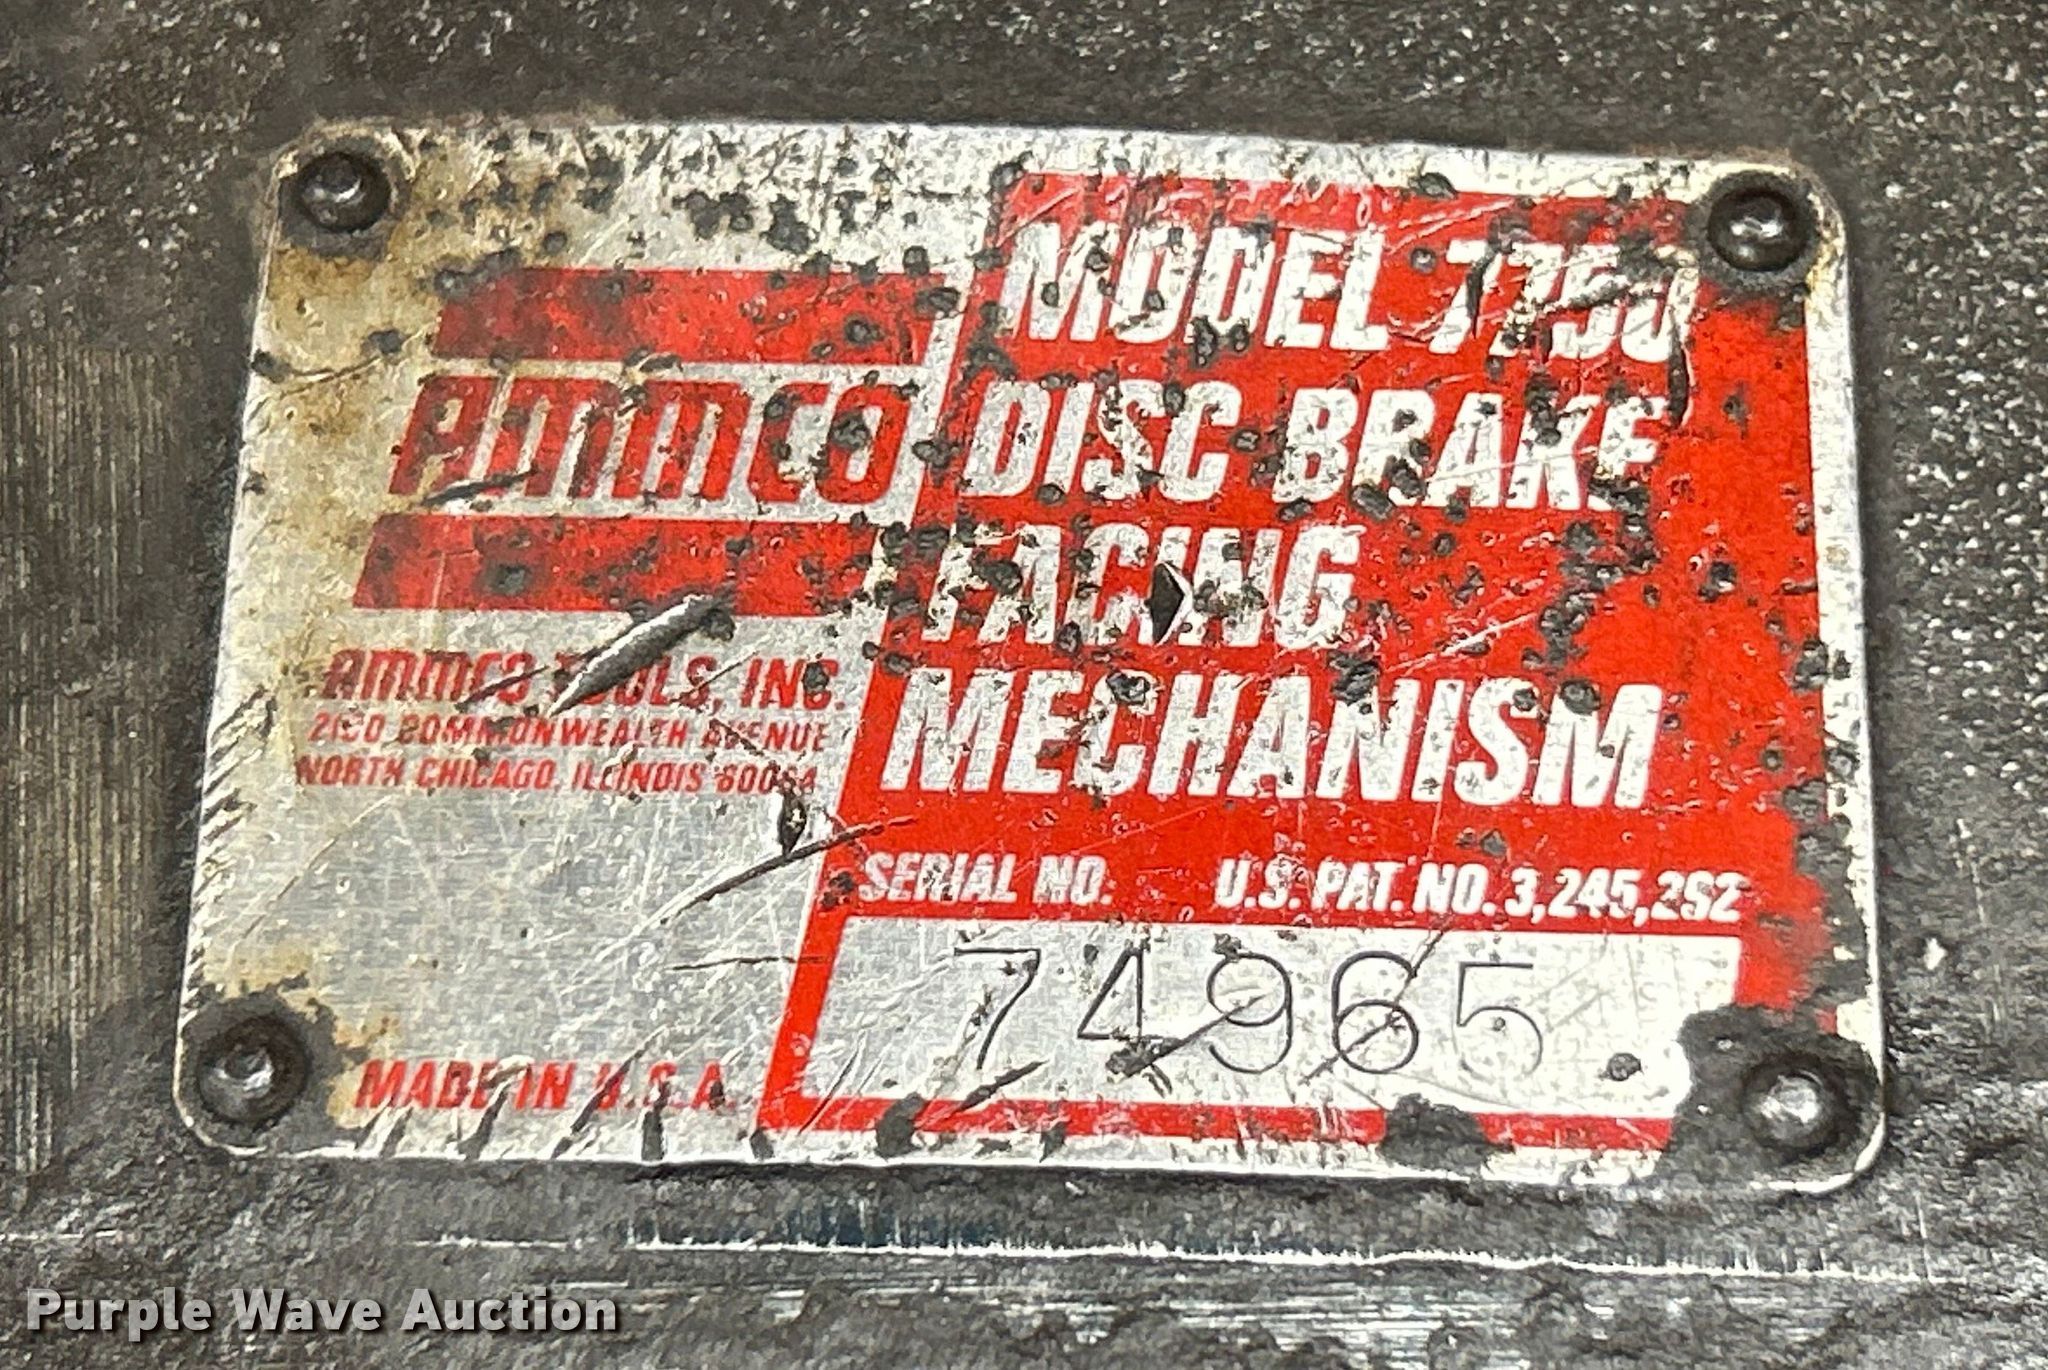 MODEL 7750
DISC BRAKE
FACING
MECHANISM
AMMCO
AMMCO TOOLS, INC.
2100 COMMONWEALTH AVENUE
NORTH CHICAGO, ILLINOIS 60064
SERIAL NO. U.S. PAT. NO. 3,245,292
74965
MADE IN U.S.A.
Purple Wave Auction